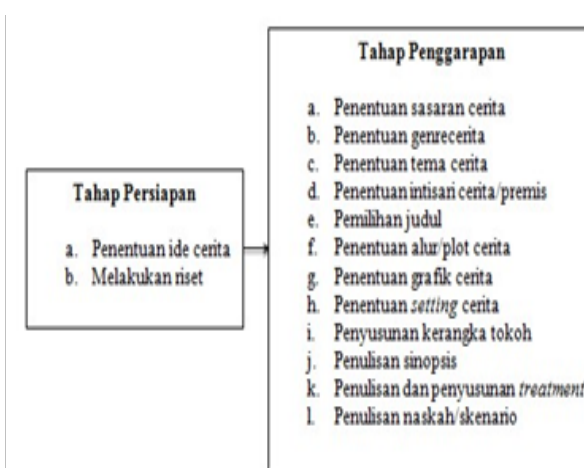 Tahap Persiapan
a. Penentuan ide cerita
b. Melakukan riset
Tahap Penggarapan
a. Penentuan sasaran cerita
b. Penentuan genrecerita
c. Penentuan tema cerita
d. Penentuan intisari cerita/premis
e. Pemilihan judul
f. Penentuan alur/plot cerita
g. Penentuan grafik cerita
h. Penentuan setting cerita
i. Penyusunan kerangka tokoh
j. Penulisan sinopsis
k. Penulisan dan penyusunan treatment
l. Penulisan naskah/skenario